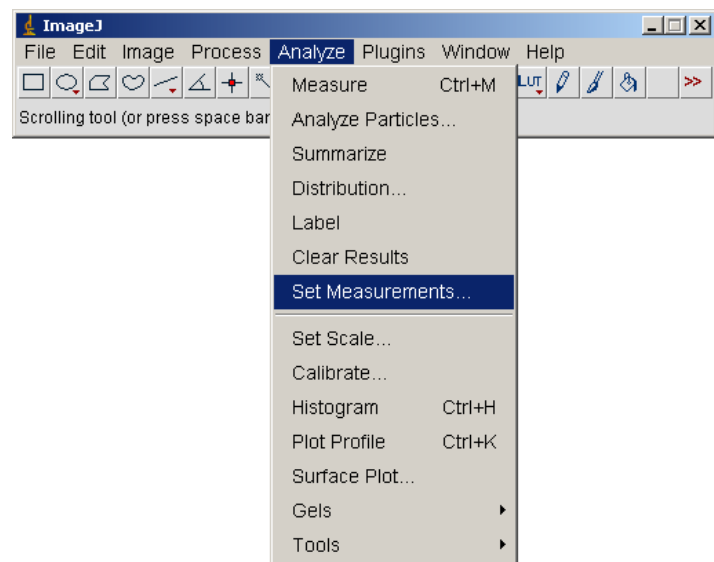 ImageJ
File Edit Image Process Analyze Plugins Window Help
LUT >>
Scrolling tool (or press space bar
Measure Ctrl+M
Analyze Particles...
Summarize
Distribution...
Label
Clear Results
Set Measurements...
Set Scale...
Calibrate...
Histogram Ctrl+H
Plot Profile Ctrl+K
Surface Plot...
Gels
Tools